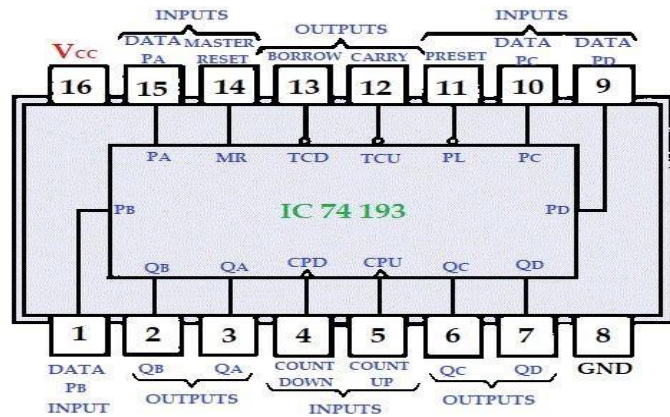 INPUTS OUTPUTS INPUTS
VCC DATA PA MASTER RESET BORROW CARRY PRESET DATA PC DATA PD
16 15 14 13 12 11 10 9
PA MR TCD TCU PL PC
PB IC 74 193 PD
QB QA CPD CPU QC QD
1 2 3 4 5 6 7 8
DATA PB INPUT QB QA COUNT DOWN COUNT UP QC QD GND
OUTPUTS INPUTS OUTPUTS